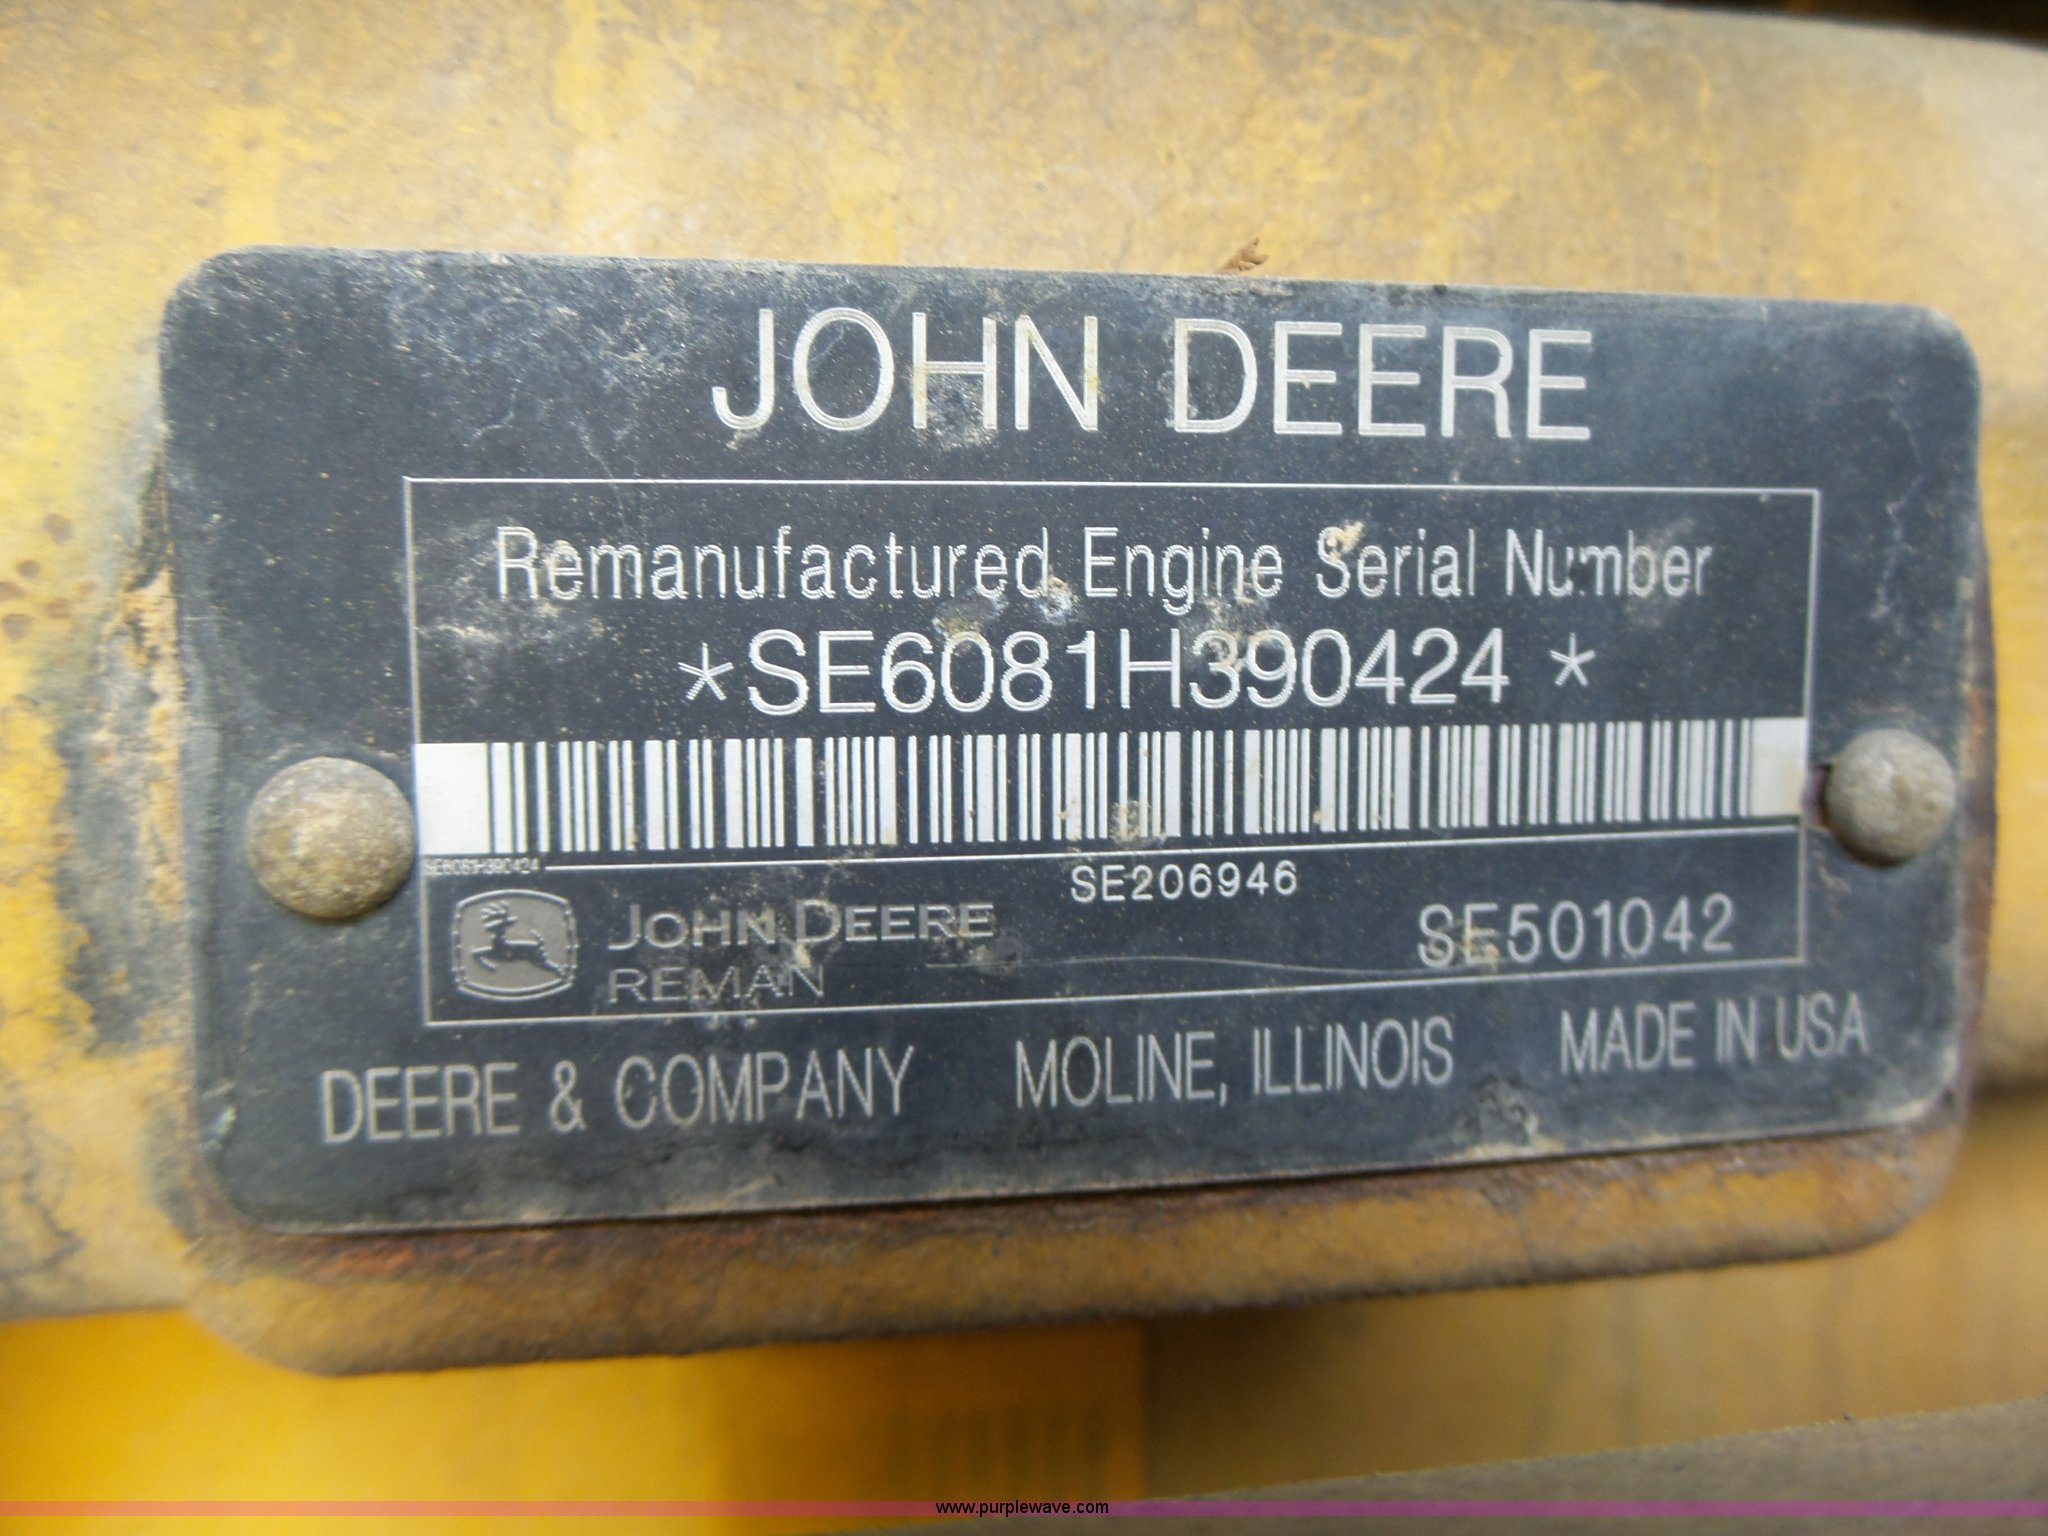 JOHN DEERE
Remanufactured Engine Serial Number
*SE6081H390424 *
SE6081H390424
SE206946
JOHN DEERE
REMAN
SE501042
DEERE & COMPANY MOLINE, ILLINOIS MADE IN USA
www.purplewave.com